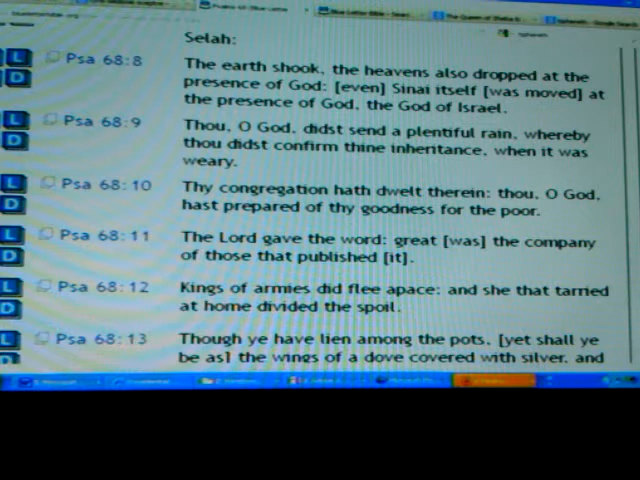 Selah:
L Psa 68:8 The earth shook, the heavens also dropped at the
D presence of God: [even] Sinai itself [was moved] at
the presence of God, the God of Israel.
L Psa 68:9 Thou, O God, didst send a plentiful rain, whereby
D thou didst confirm thine inheritance, when it was
weary.
L Psa 68:10 Thy congregation hath dwelt therein: thou, O God,
D hast prepared of thy goodness for the poor.
L Psa 68:11 The Lord gave the word: great [was] the company
D of those that published [it].
L Psa 68:12 Kings of armies did flee apace: and she that tarried
D at home divided the spoil.
L Psa 68:13 Though ye have lien among the pots, [yet shall ye
D be as] the wings of a dove covered with silver, and